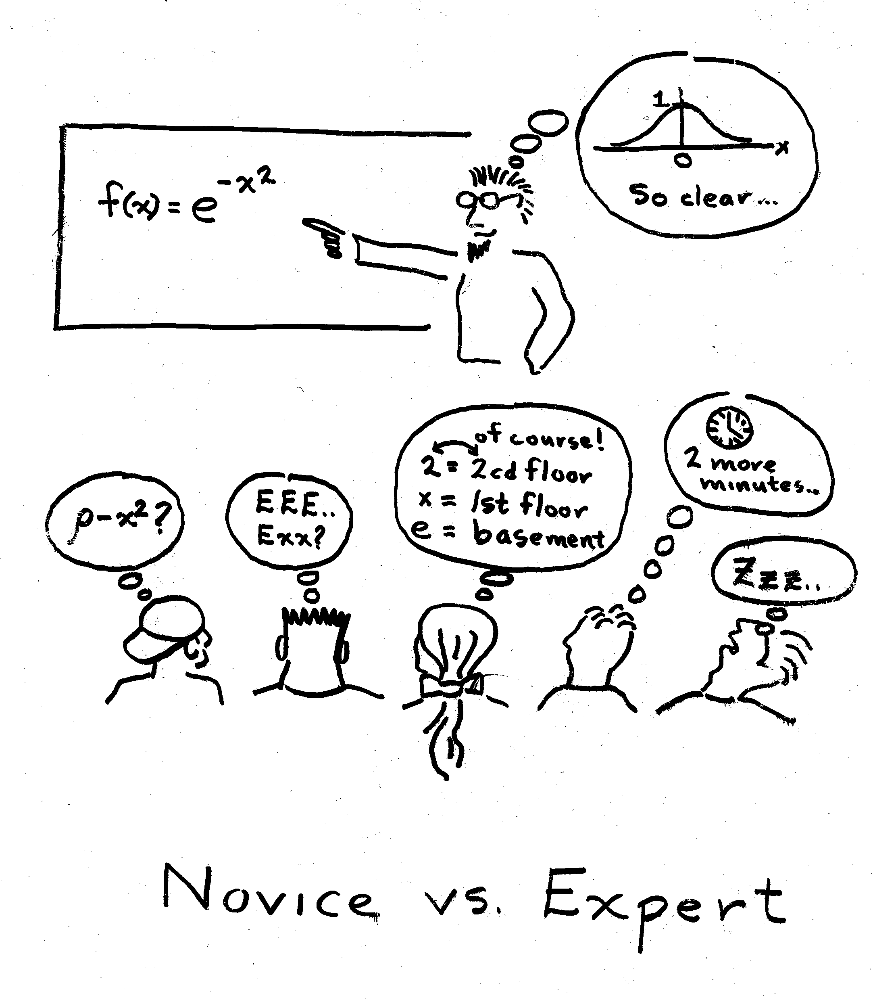 f(x) = e^-x^2
1
0
x
So clear...
ρ-x²?
EEE..
Exx?
of course!
2 = 2cd floor
x = 1st floor
e = basement
2 more
minutes...
Zzz..
Novice vs. Expert